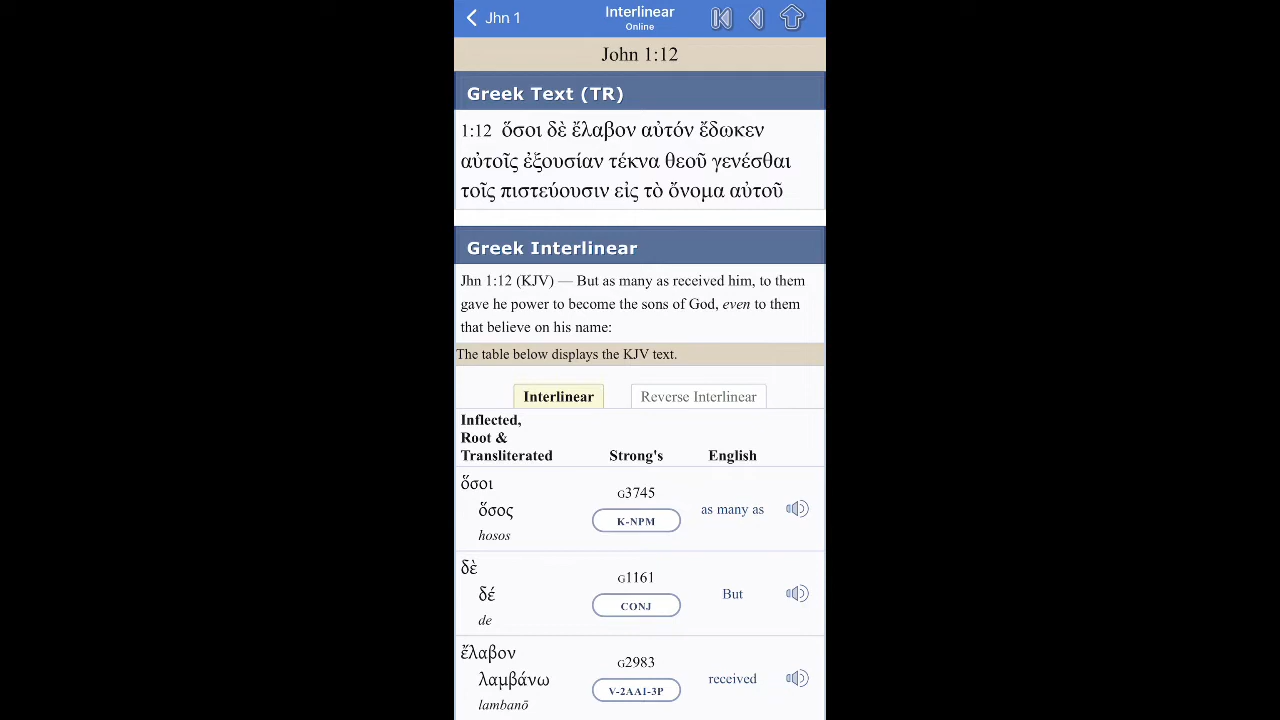 Jhn 1
Interlinear
Online
John 1:12
Greek Text (TR)
1:12 ὅσοι δὲ ἔλαβον αὐτόν ἔδωκεν
αὐτοῖς ἐξουσίαν τέκνα θεοῦ γενέσθαι
τοῖς πιστεύουσιν εἰς τὸ ὄνομα αὐτοῦ
Greek Interlinear
Jhn 1:12 (KJV) — But as many as received him, to them
gave he power to become the sons of God, even to them
that believe on his name:
The table below displays the KJV text.
Interlinear Reverse Interlinear
Inflected,
Root &
Transliterated Strong's English
ὅσοι
ὅσος
hosos
G3745
K-NPM
as many as
δὲ
δέ
de
G1161
CONJ
But
ἔλαβον
λαμβάνω
lambanō
G2983
V-2AAI-3P
received